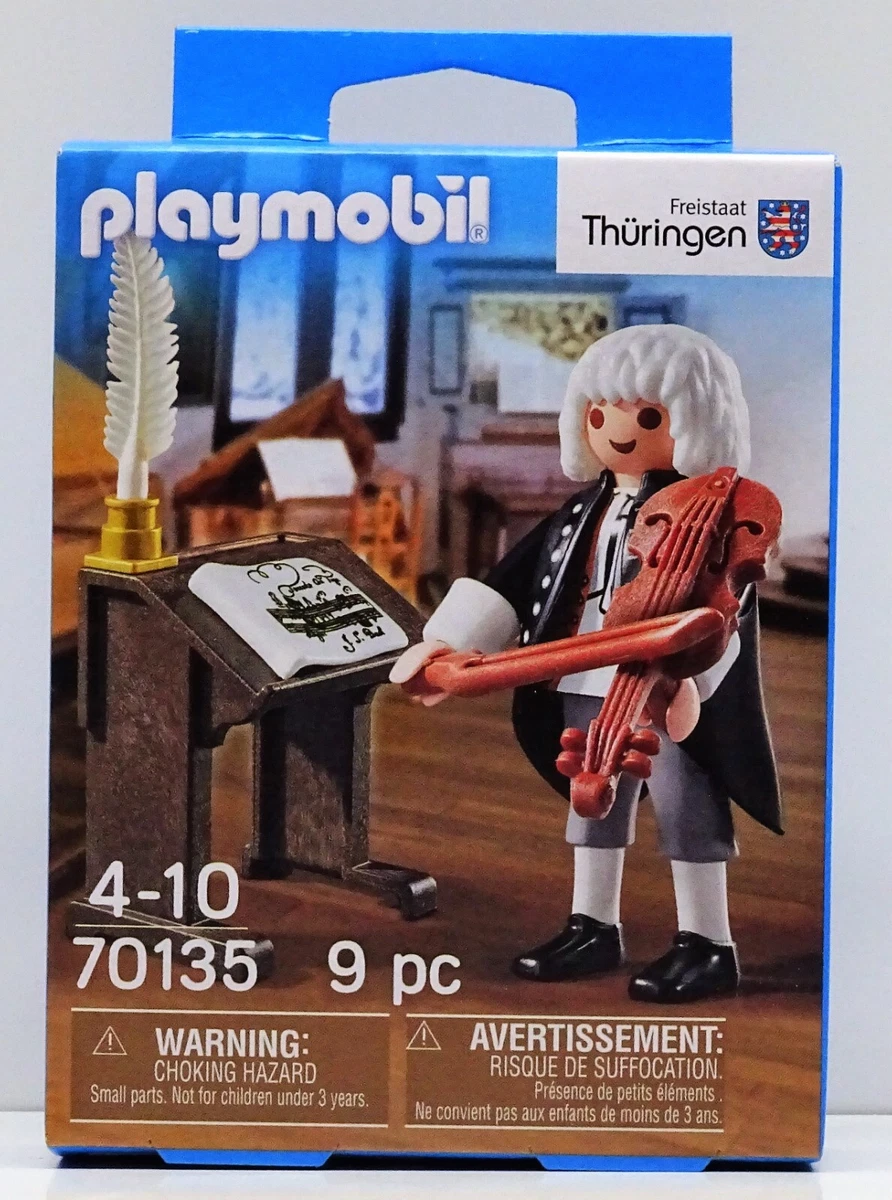 playmobil®
Freistaat
Thüringen
J. S. Bach
4-10
70135 9 pc
WARNING:
CHOKING HAZARD
Small parts. Not for children under 3 years.
AVERTISSEMENT:
RISQUE DE SUFFOCATION.
Présence de petits éléments .
Ne convient pas aux enfants de moins de 3 ans.